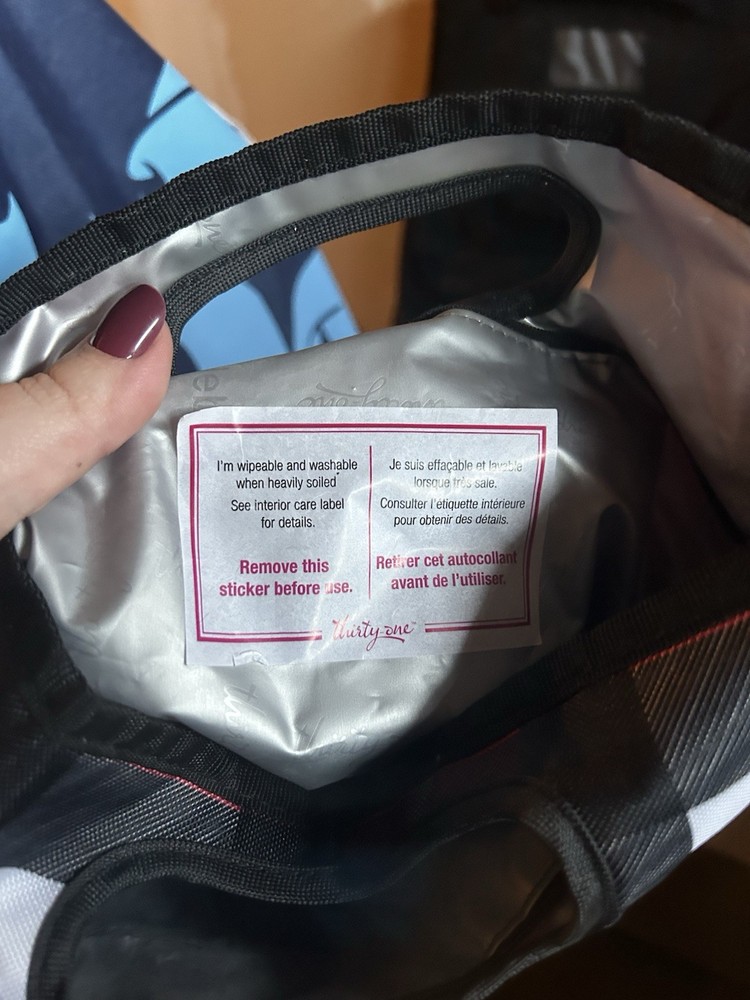 I'm wipeable and washable
when heavily soiled*
See interior care label
for details.
Remove this
sticker before use.
Je suis effaçable et lavable
lorsque très sale.
Consulter l'étiquette intérieure
pour obtenir des détails.
Retirer cet autocollant
avant de l'utiliser.
thirty-one™